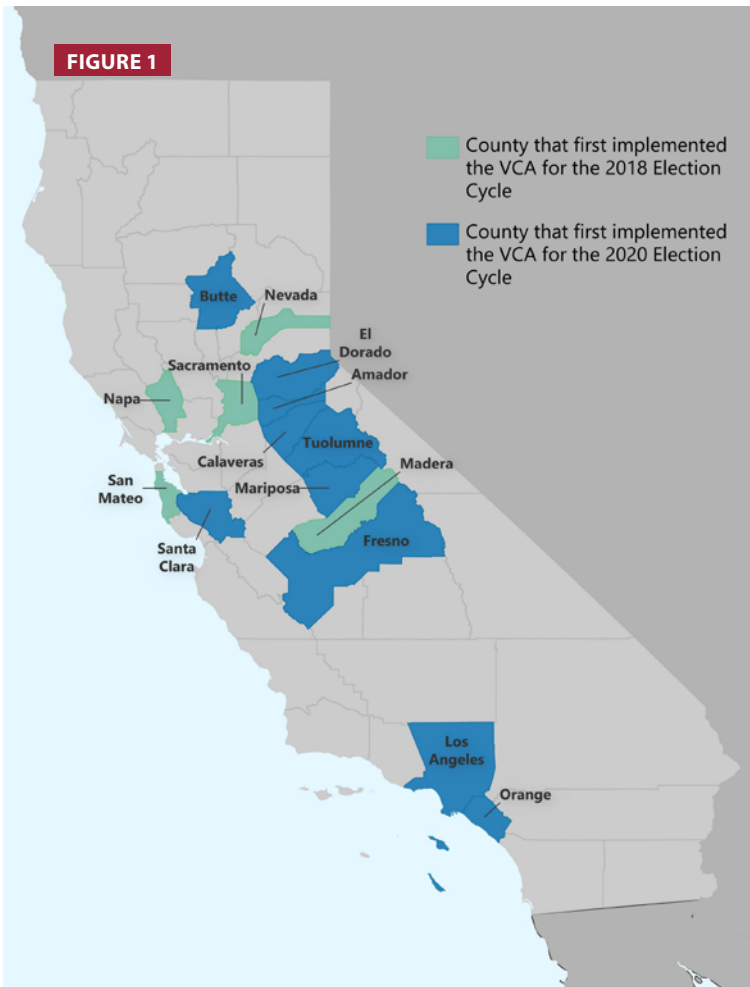 FIGURE 1
County that first implemented
the VCA for the 2018 Election
Cycle
County that first implemented
the VCA for the 2020 Election
Cycle
Butte
Nevada
El
Dorado
Sacramento
Amador
Napa
Tuolumne
Calaveras
Madera
San
Mateo
Mariposa
Fresno
Santa
Clara
Los
Angeles
Orange